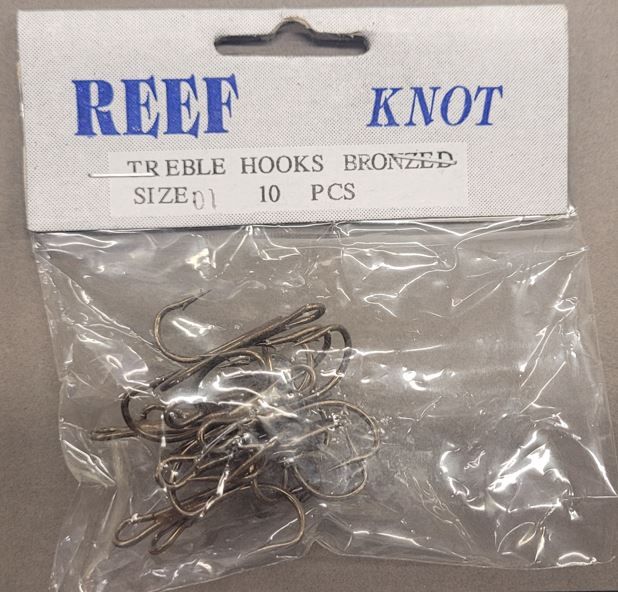 REEF KNOT
TREBLE HOOKS BRONZED
SIZE: 01 10 PCS